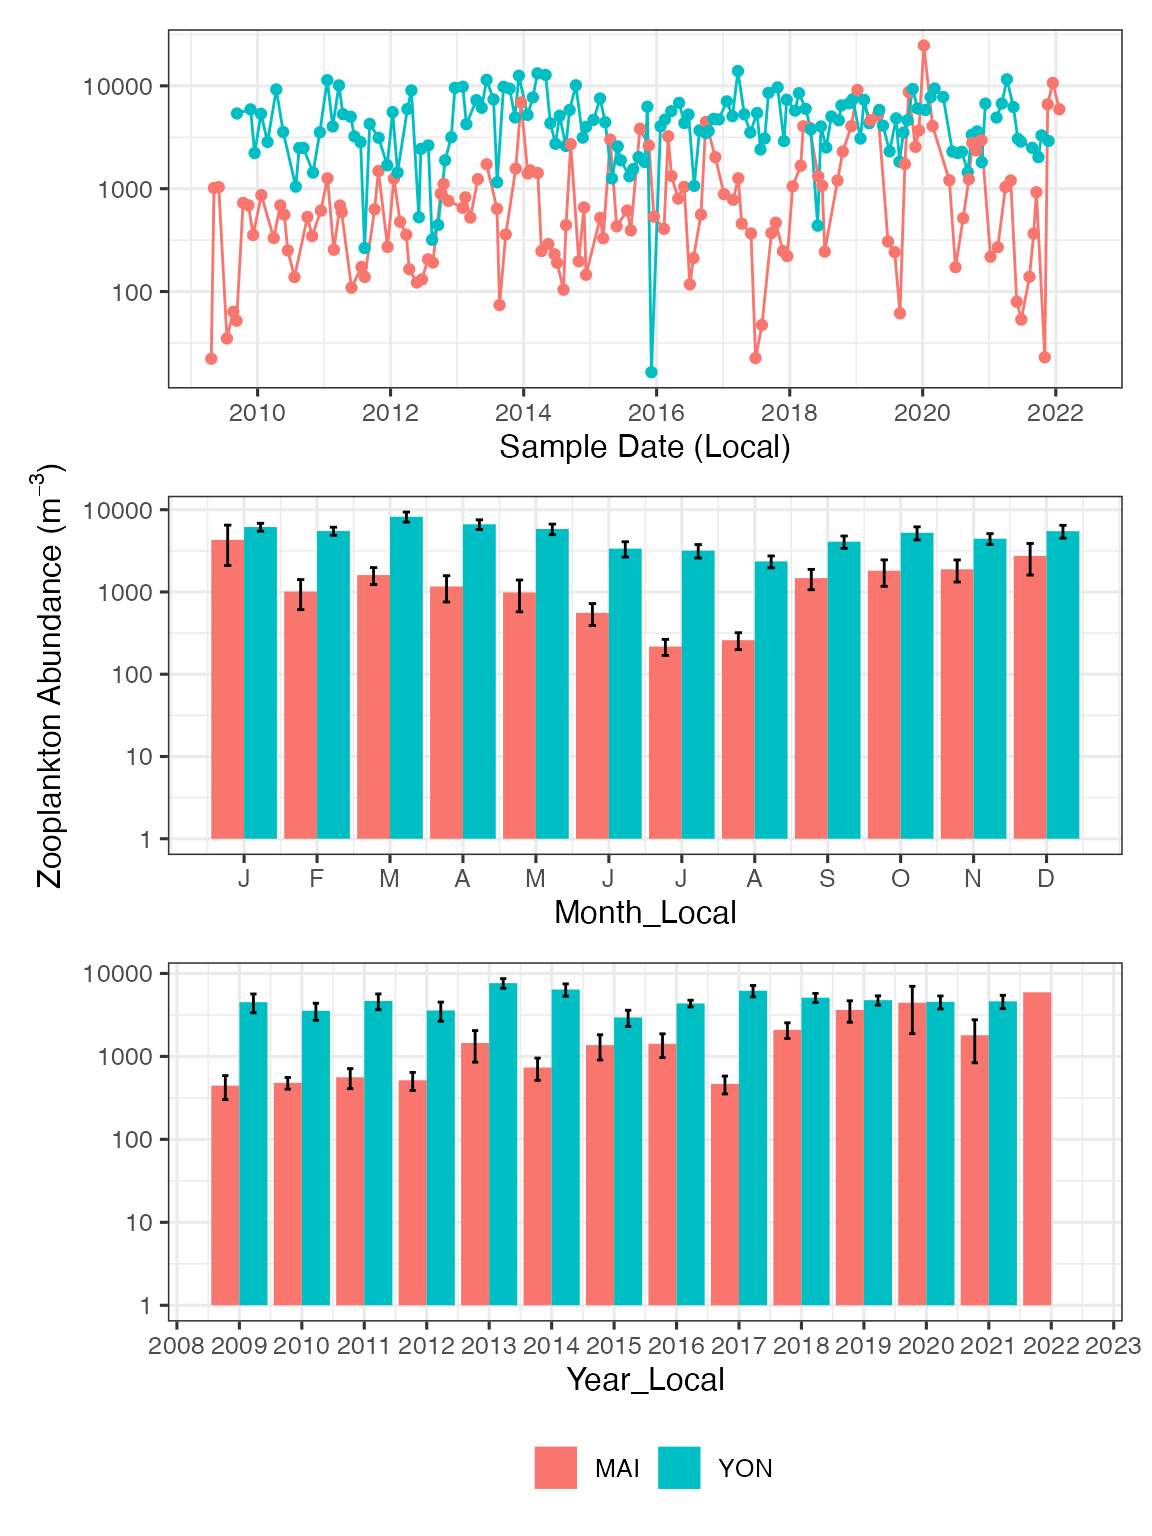 10000
1000
100
2010 2012 2014 2016 2018 2020 2022
Sample Date (Local)
Zooplankton Abundance (m⁻³)
10000
1000
100
10
1
J F M A M J J A S O N D
Month_Local
10000
1000
100
10
1
2008 2009 2010 2011 2012 2013 2014 2015 2016 2017 2018 2019 2020 2021 2022 2023
Year_Local
MAI YON